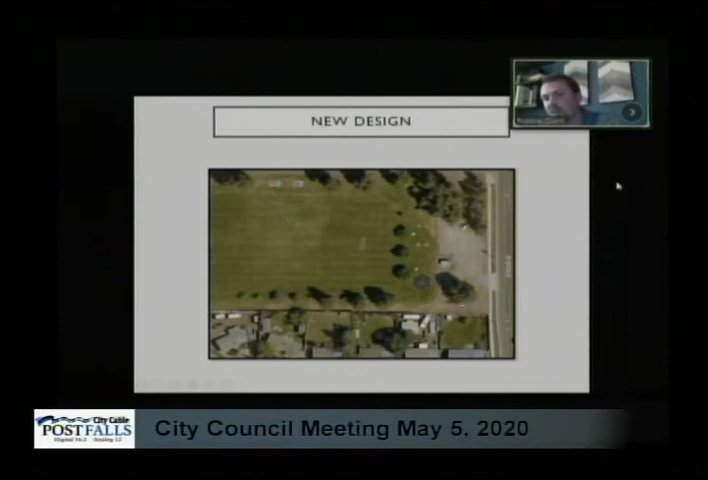 NEW DESIGN
City Cable
POST FALLS
City Council Meeting May 5, 2020